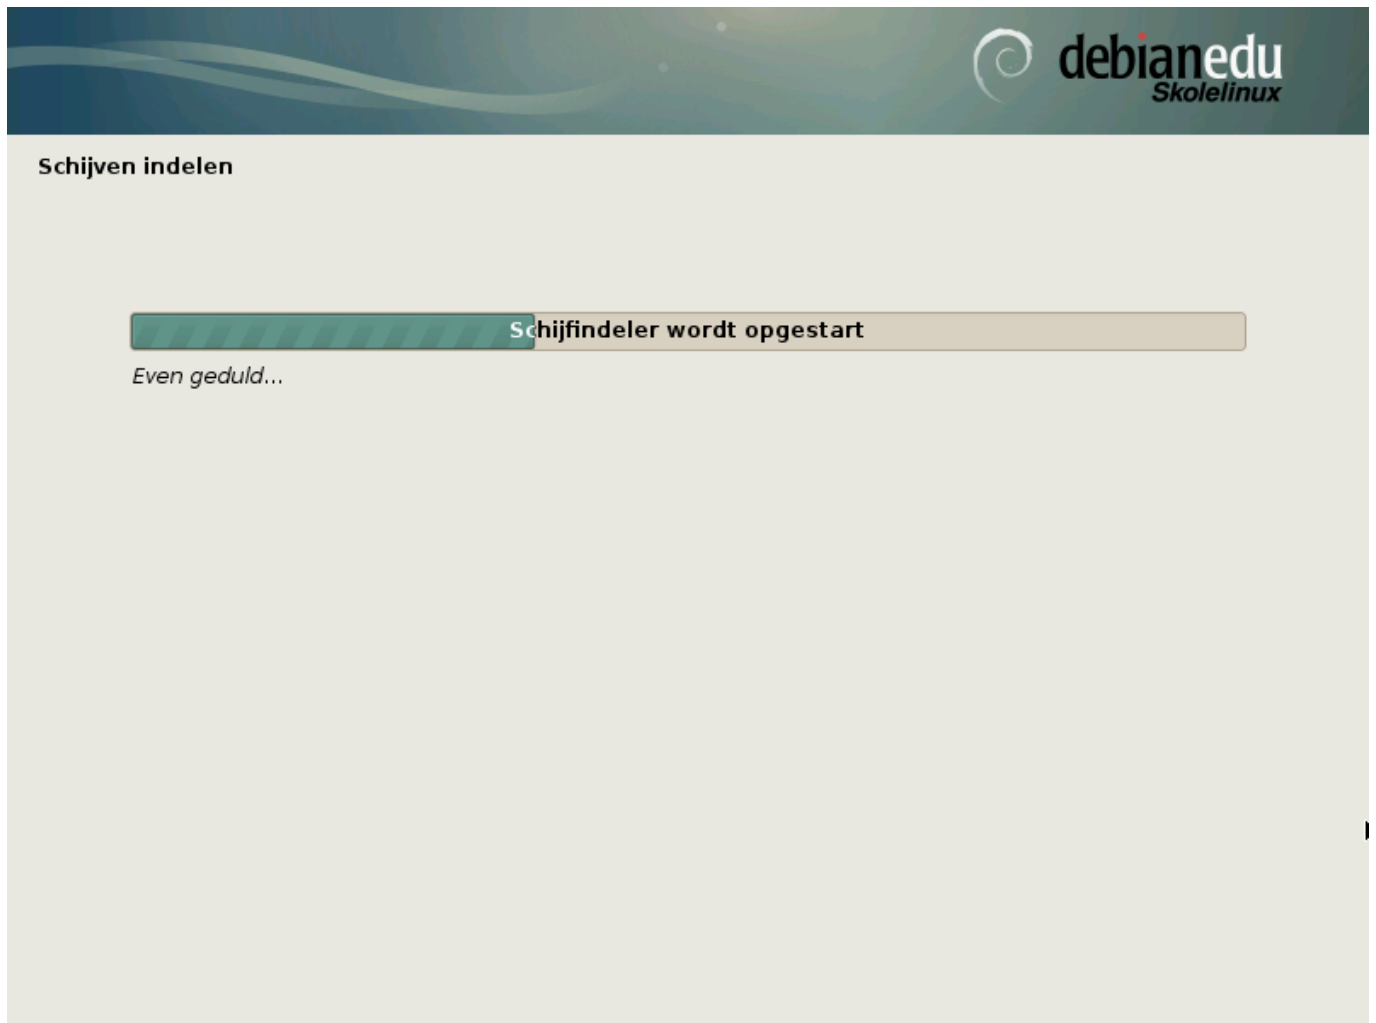 debianedu
Skolelinux
Schijven indelen
Schijfindeler wordt opgestart
Even geduld...